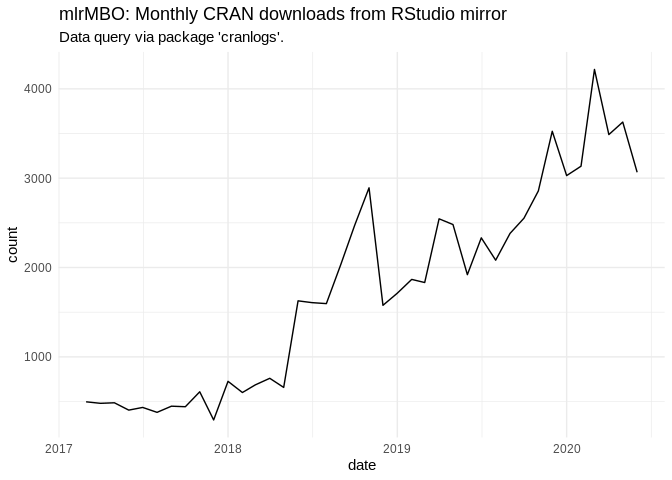 mlrMBO: Monthly CRAN downloads from RStudio mirror
Data query via package 'cranlogs'.
4000
3000
2000
1000
count
2017 2018 2019 2020
date